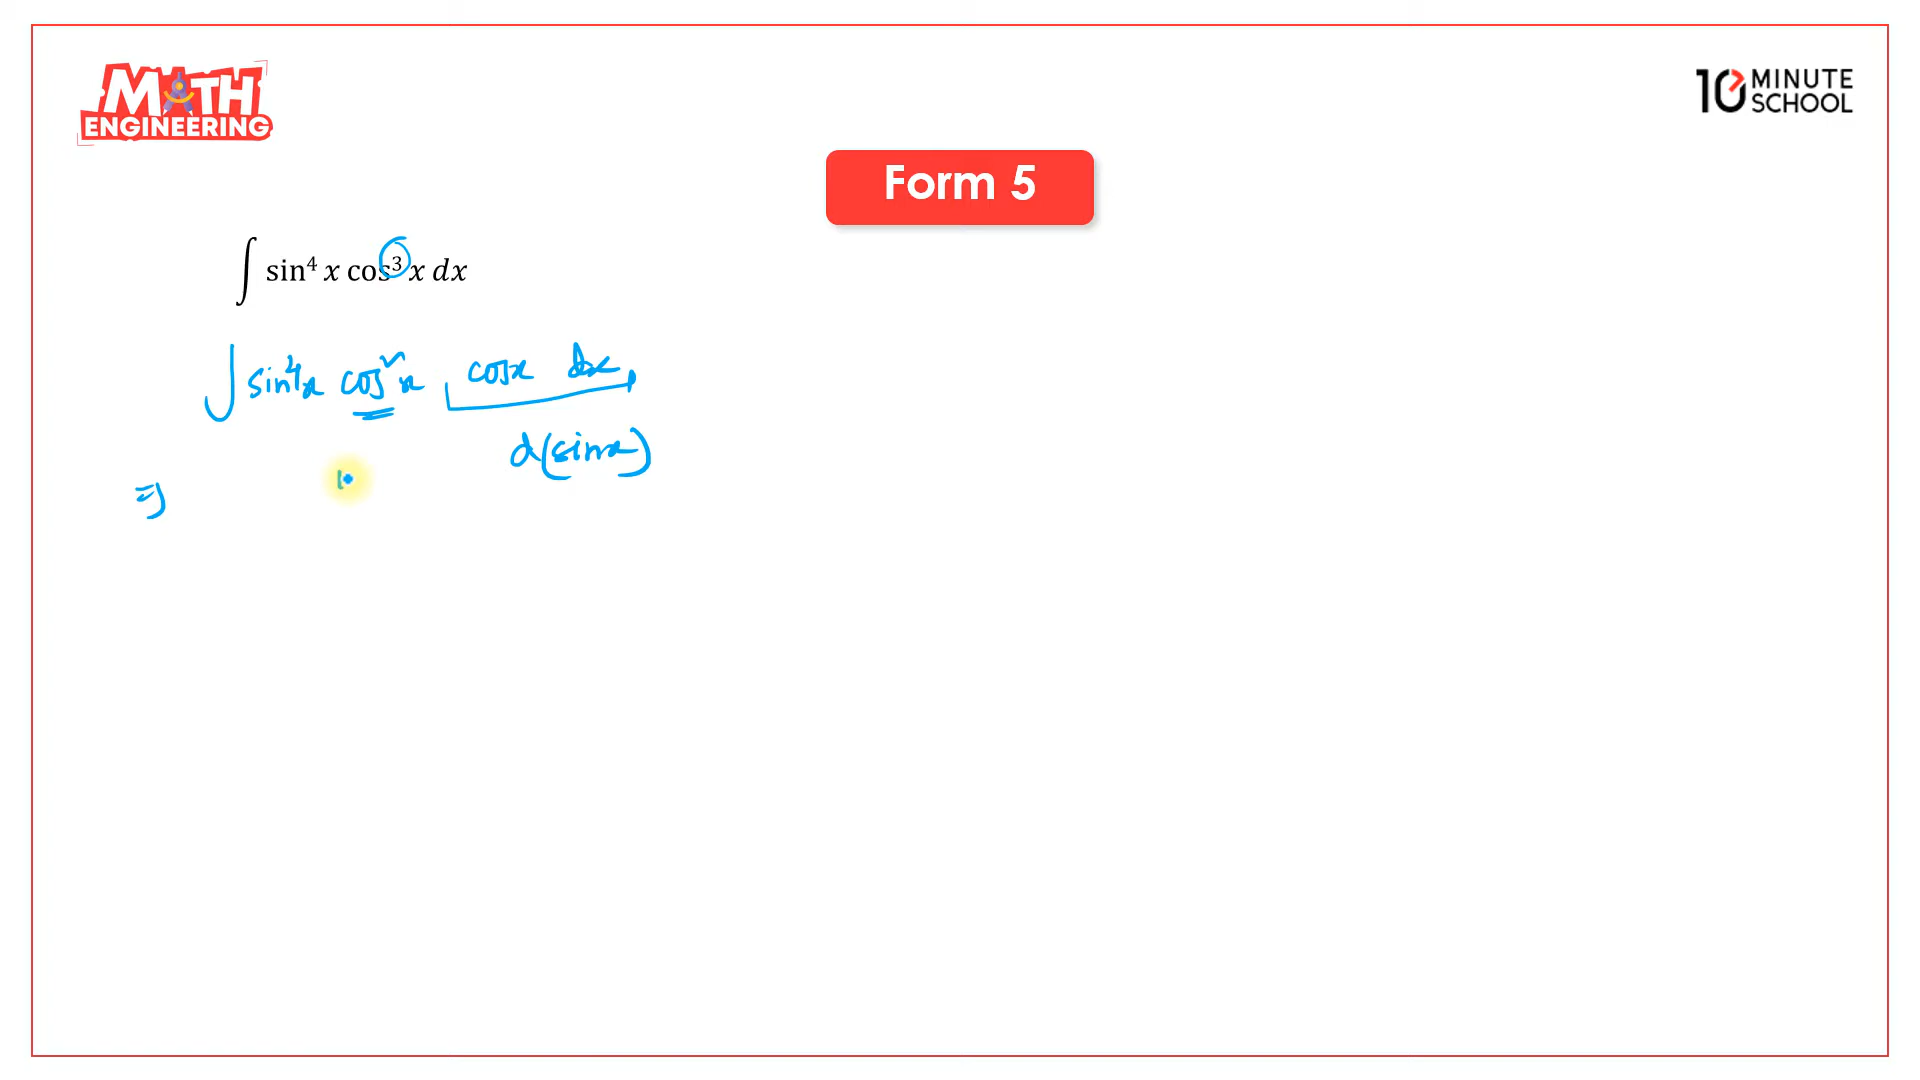 MATH
ENGINEERING
10 MINUTE
SCHOOL
Form 5
∫ sin⁴ x cos³ x dx
∫ sin⁴x cos²x cosx dx
d(sinx)
⇒